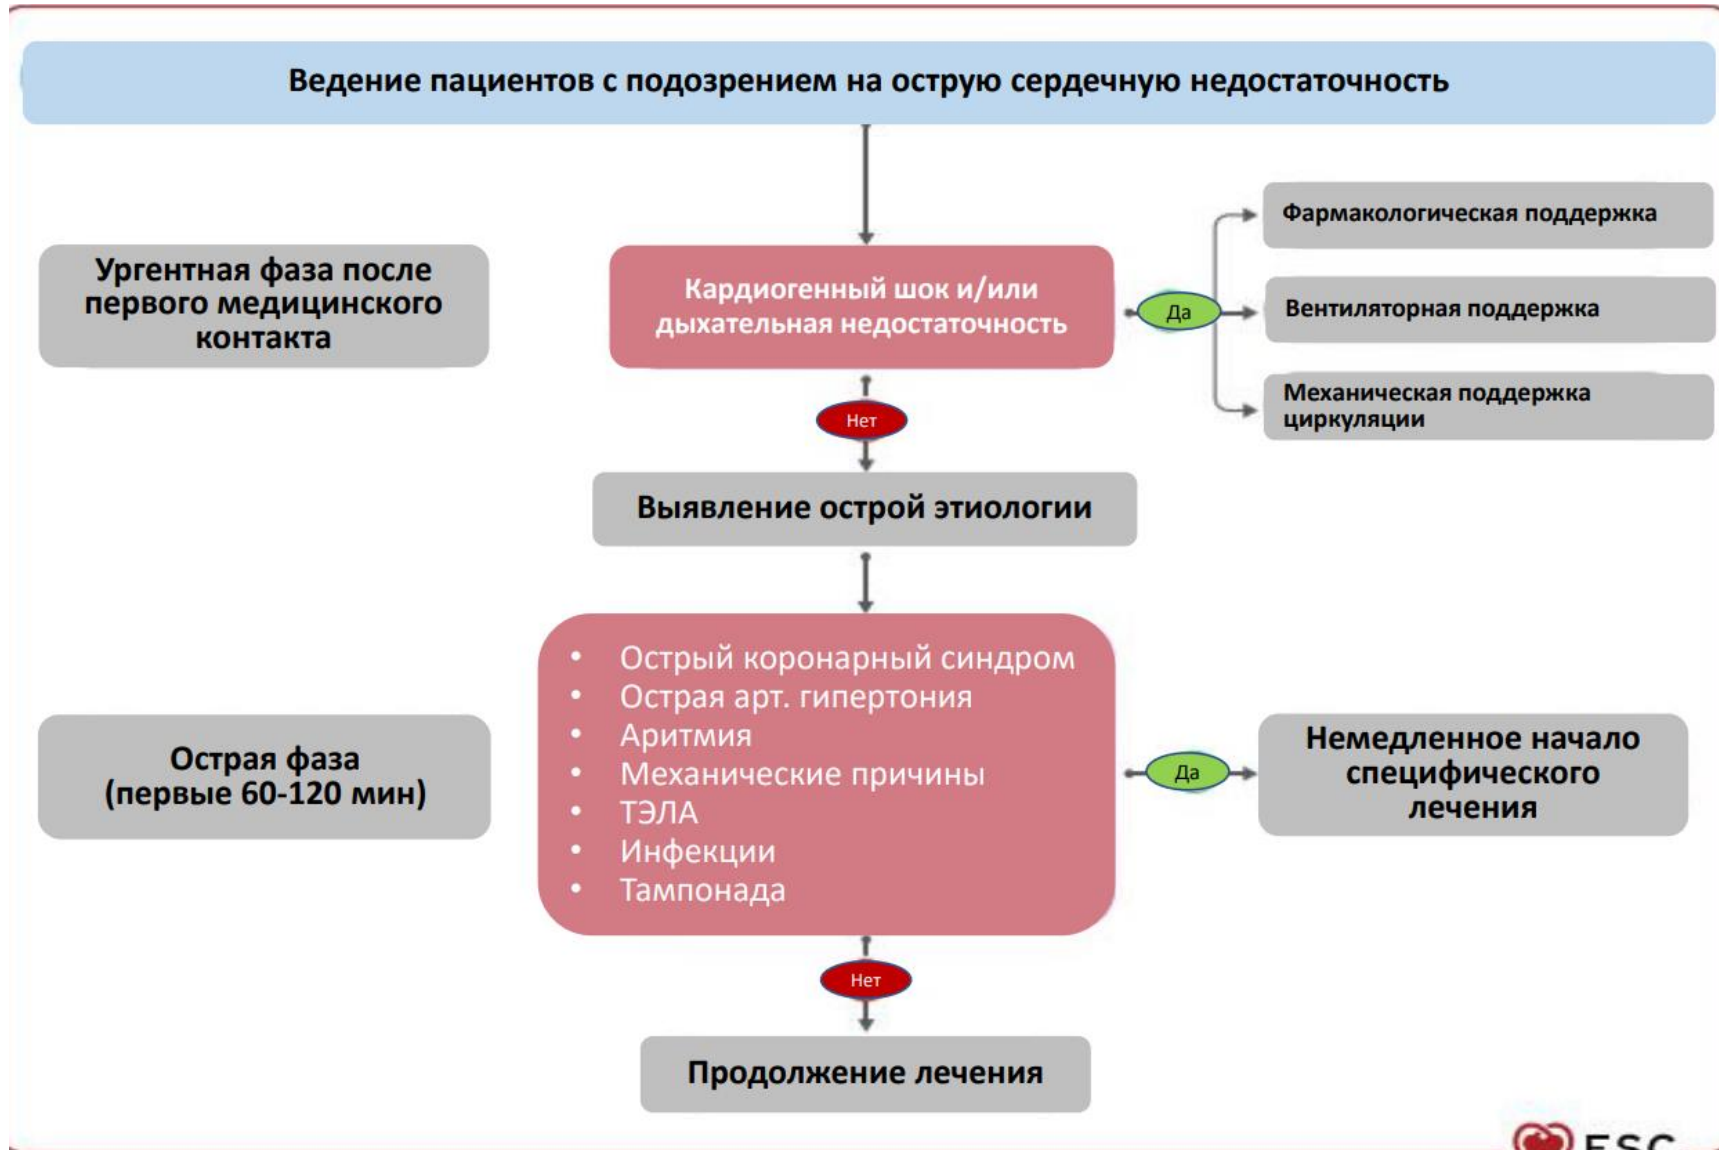 Ведение пациентов с подозрением на острую сердечную недостаточность
Ургентная фаза после
первого медицинского
контакта
Кардиогенный шок и/или
дыхательная недостаточность
Да
Фармакологическая поддержка
Вентиляторная поддержка
Механическая поддержка
циркуляции
Нет
Выявление острой этиологии
Острая фаза
(первые 60-120 мин)
• Острый коронарный синдром
• Острая арт. гипертония
• Аритмия
• Механические причины
• ТЭЛА
• Инфекции
• Тампонада
Да
Немедленное начало
специфического
лечения
Нет
Продолжение лечения
ESC